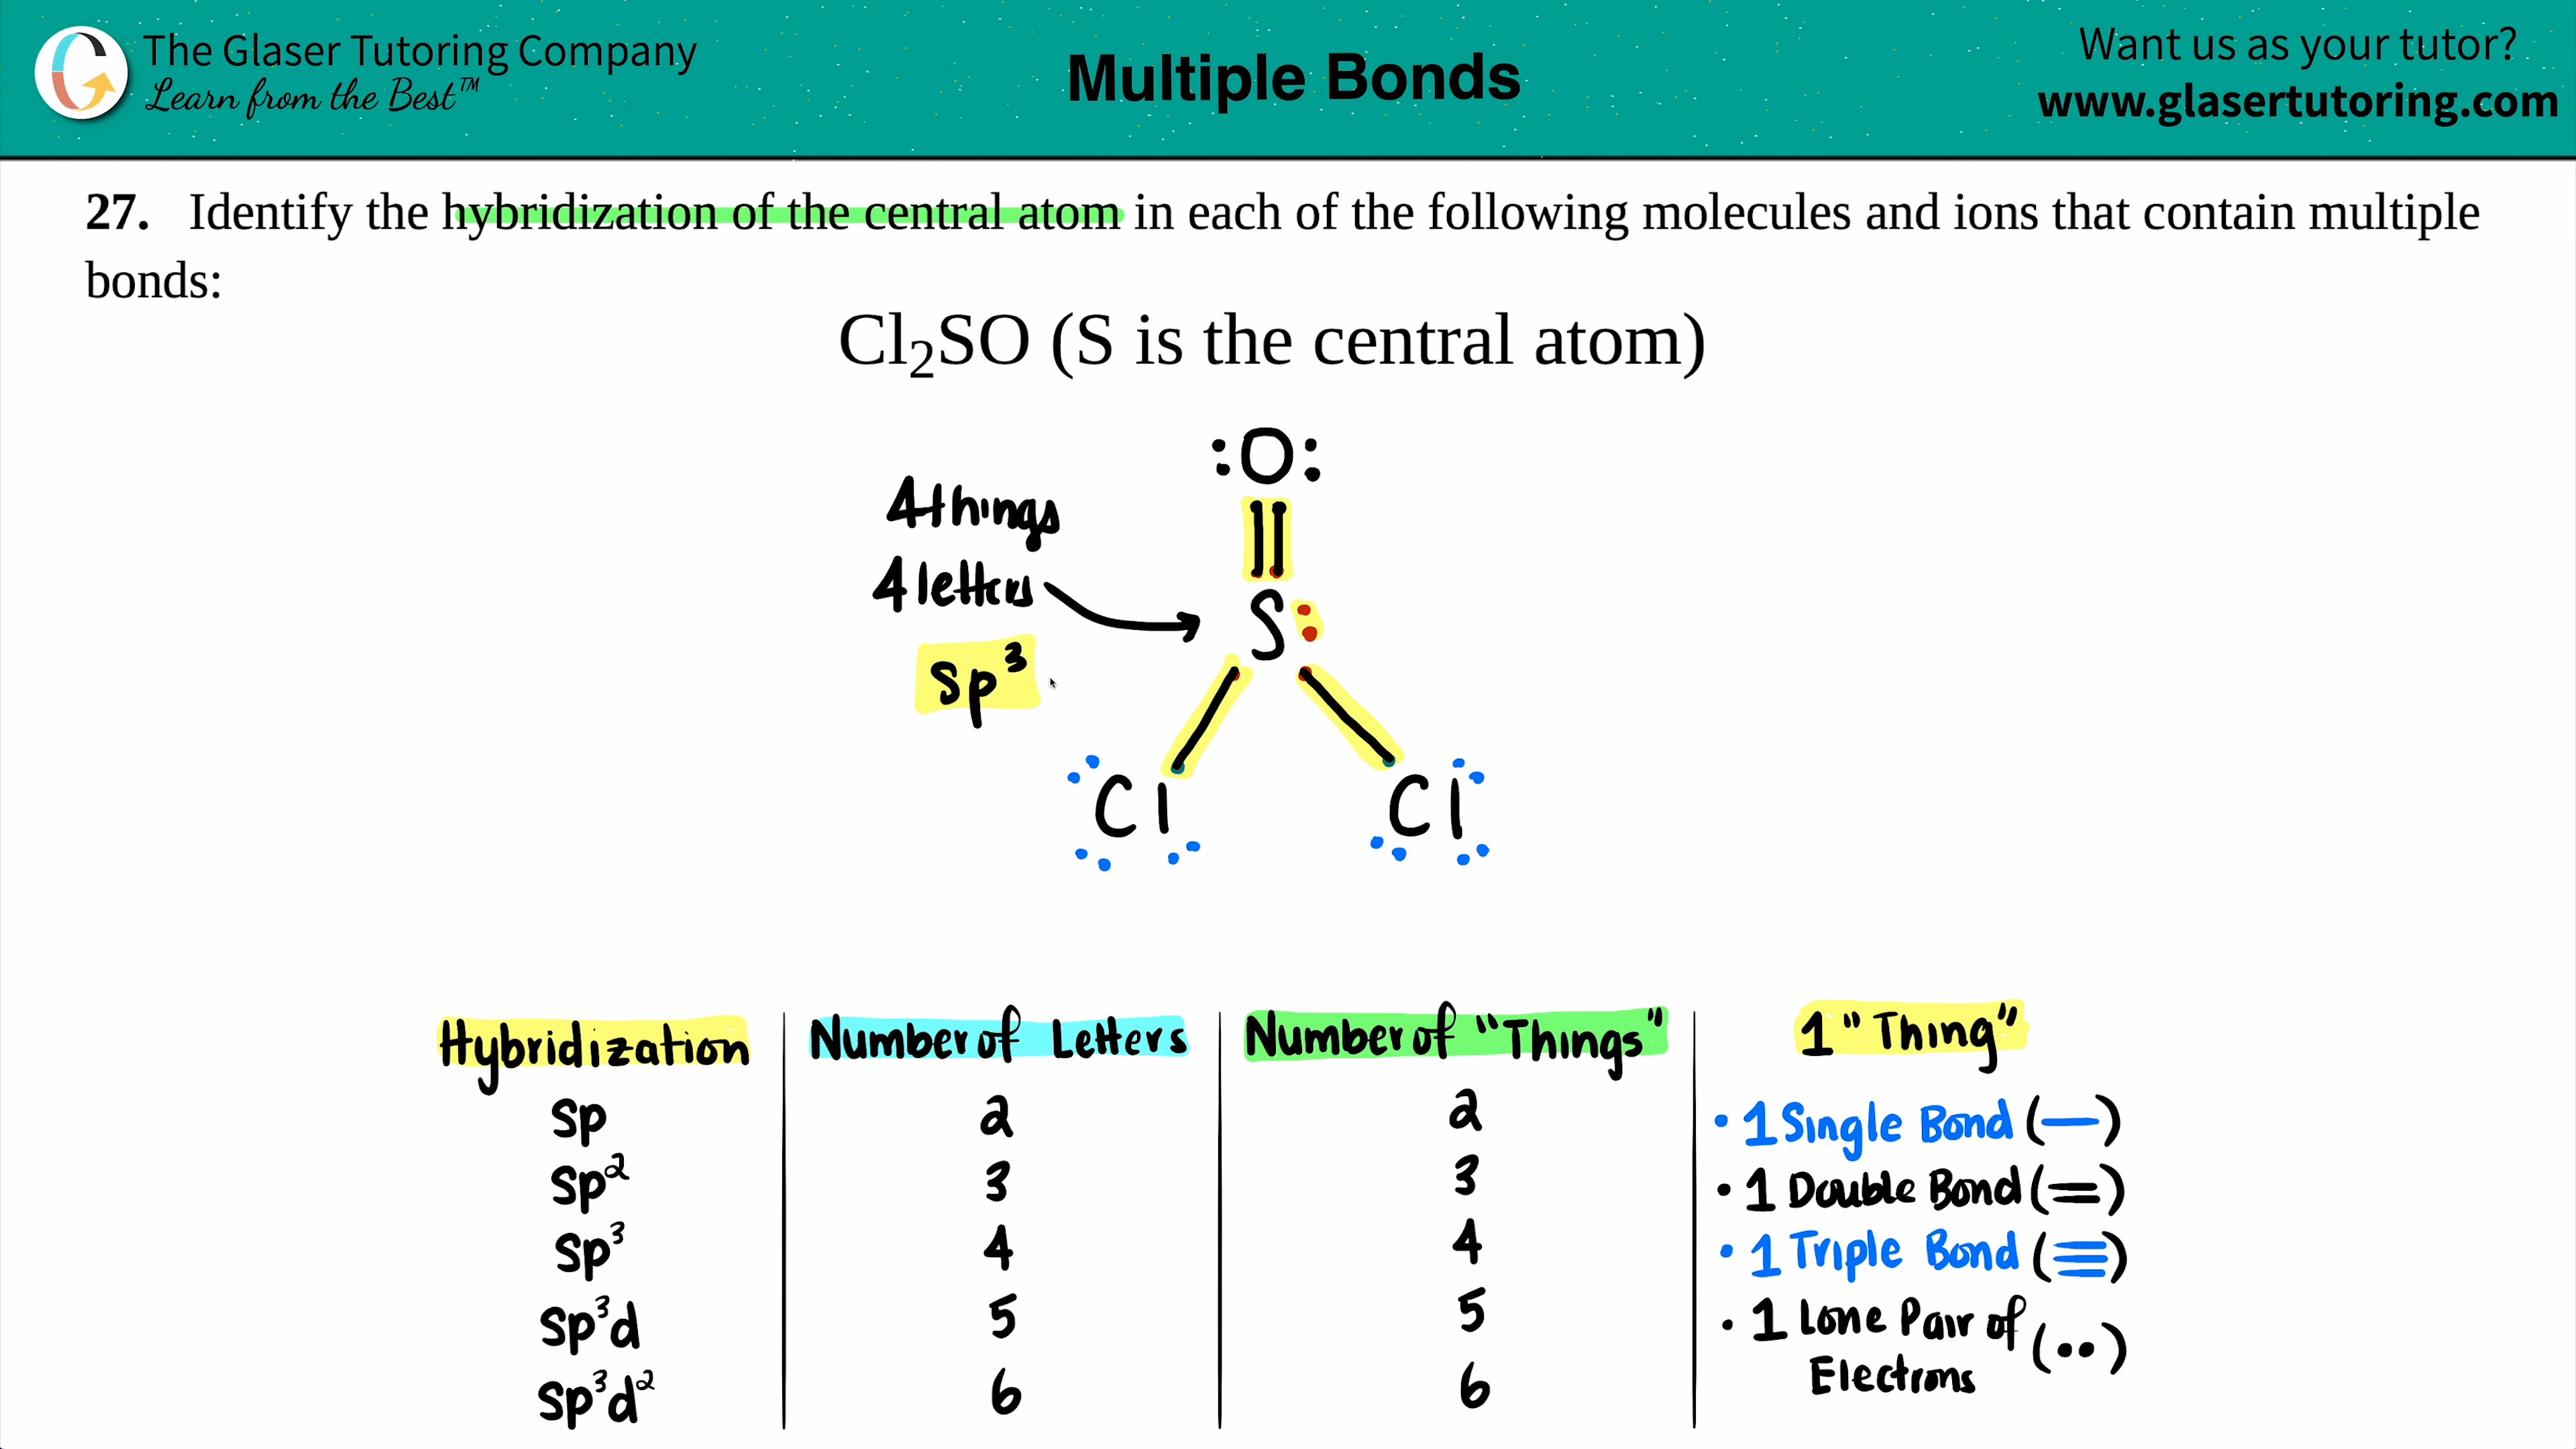 The Glaser Tutoring Company
Learn from the Best™
Multiple Bonds
Want us as your tutor?
www.glasertutoring.com
27. Identify the hybridization of the central atom in each of the following molecules and ions that contain multiple
bonds:
Cl₂SO (S is the central atom)
:O:
4 things
4 letters
S
sp³
Cl Cl
Hybridization Number of Letters Number of "Things" 1 "Thing"
sp 2 2 • 1 Single Bond (—)
sp² 3 3 • 1 Double Bond (=)
sp³ 4 4 • 1 Triple Bond (≡)
sp³d 5 5 • 1 Lone Pair of
Electrons (••)
sp³d² 6 6